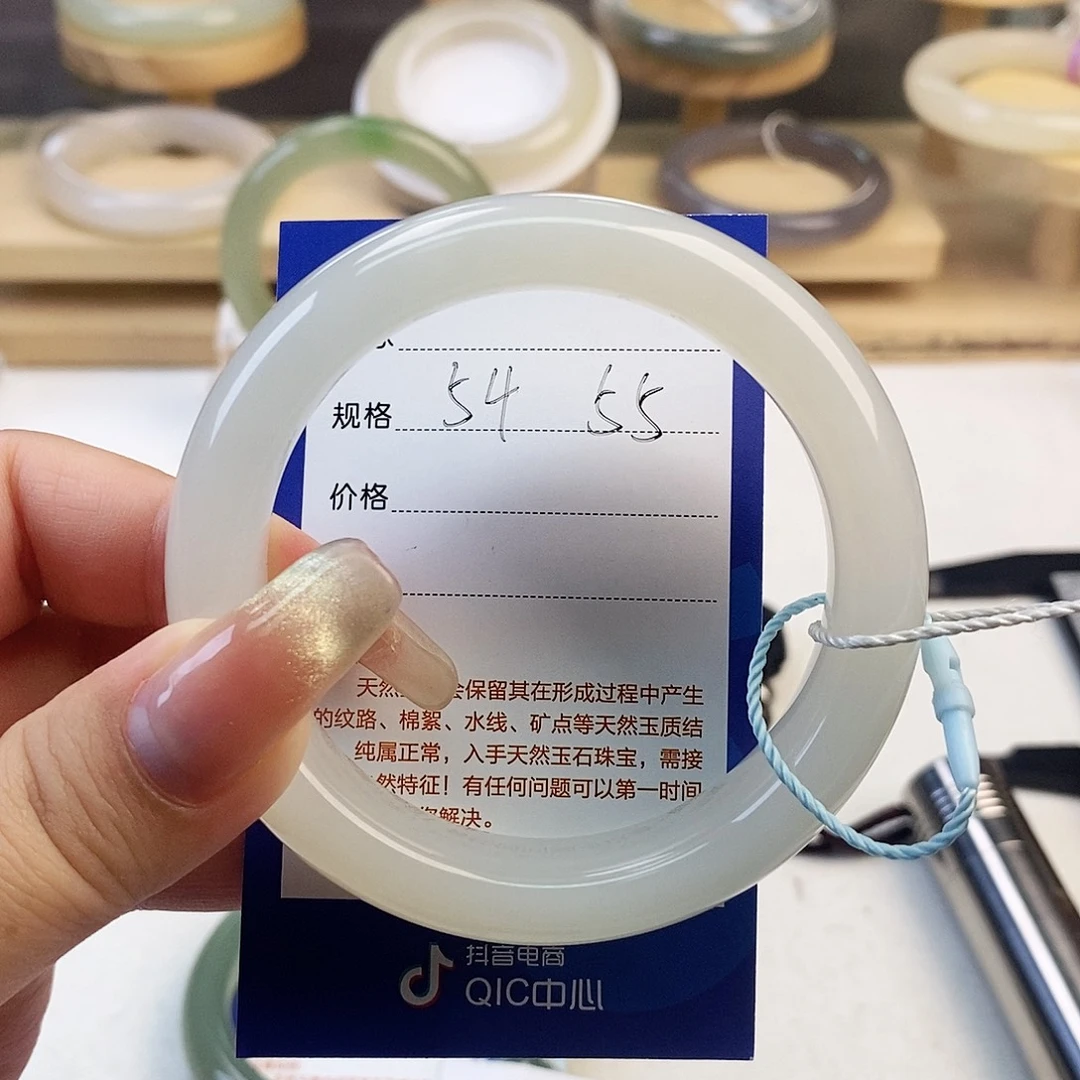 规格 54 55
价格
天然 会保留其在形成过程中产生
的纹路、棉絮、水线、矿点等天然玉质结
纯属正常，入手天然玉石珠宝，需接
然特征！有任何问题可以第一时间
解决。
抖音电商
QIC中心